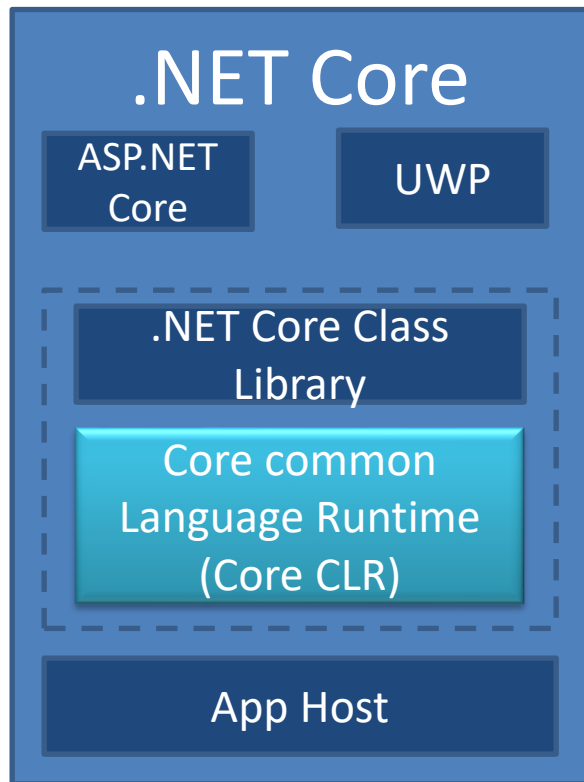 .NET Core
ASP.NET
Core
UWP
.NET Core Class
Library
Core common
Language Runtime
(Core CLR)
App Host